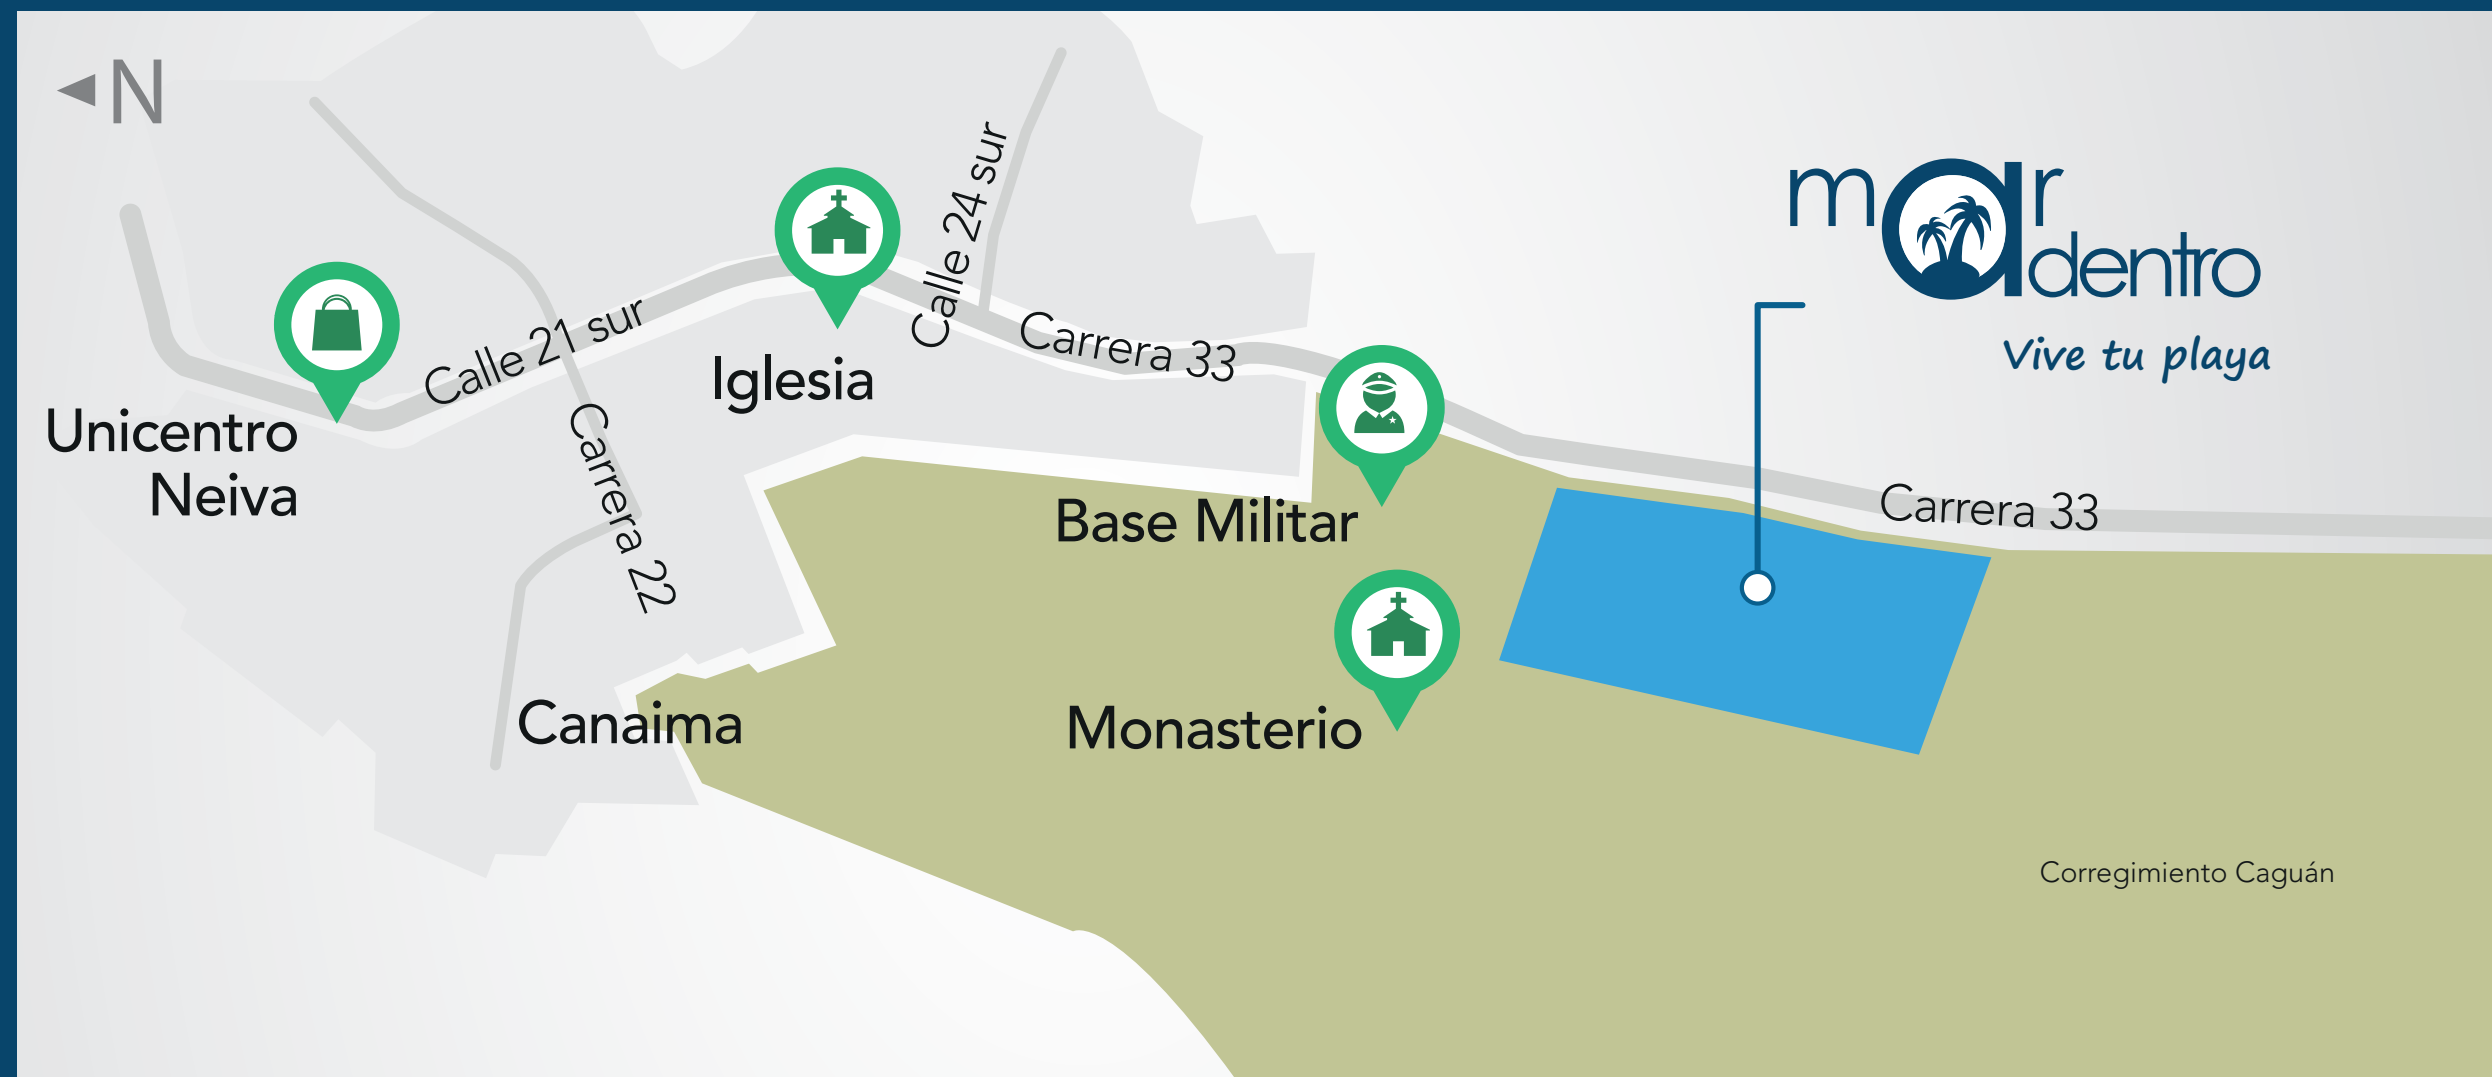 N
mar
adentro
Vive tu playa
Calle 24 sur
Calle 21 sur
Iglesia
Carrera 33
Unicentro
Neiva
Carrera 22
Base Militar
Carrera 33
Canaima
Monasterio
Corregimiento Caguán